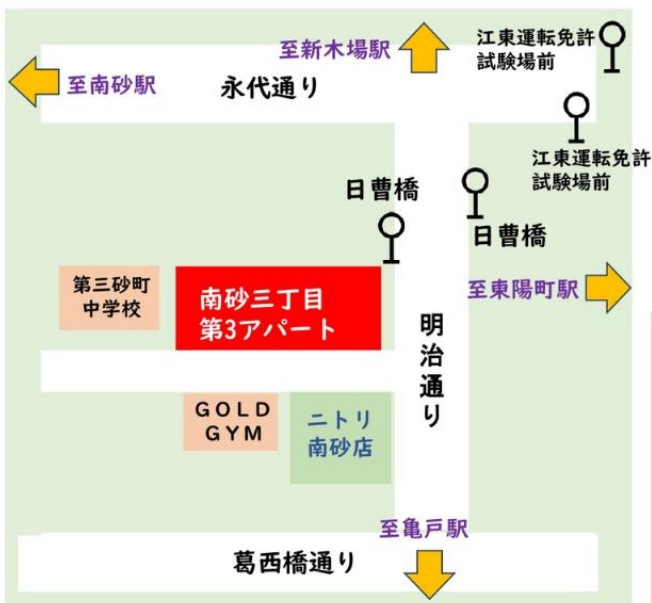 至新木場駅
江東運転免許
試験場前
至南砂駅
永代通り
江東運転免許
試験場前
日曹橋
日曹橋
第三砂町
中学校
南砂三丁目
第3アパート
至東陽町駅
明治通り
GOLD
GYM
ニトリ
南砂店
至亀戸駅
葛西橋通り